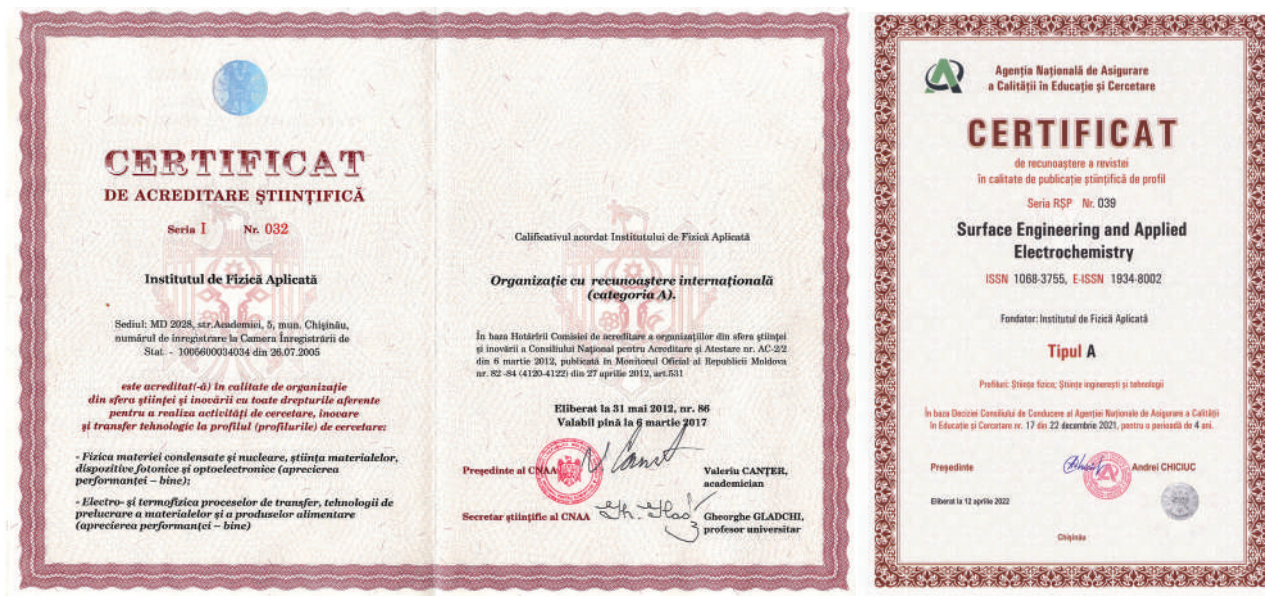 CERTIFICAT
DE ACREDITARE ȘTIINȚIFICĂ
Seria I Nr. 032
Institutul de Fizică Aplicată
Sediul: MD 2028, str.Academiei, 5, mun. Chișinău,
numărul de înregistrare la Camera Înregistrării de
Stat. - 1005600034034 din 26.07.2005
este acreditat(-ă) în calitate de organizație
din sfera științei și inovării cu toate drepturile aferente
pentru a realiza activități de cercetare, inovare
și transfer tehnologic la profilul (profilurile) de cercetare:
- Fizica materiei condensate și nucleare, știința materialelor,
dispozitive fotonice și optoelectronice (aprecierea
performanței – bine);
- Electro- și termofizica proceselor de transfer, tehnologii de
prelucrare a materialelor și a produselor alimentare
(aprecierea performanței – bine)
Calificativul acordat Institutului de Fizică Aplicată
Organizație cu recunoaștere internațională
(categoria A).
În baza Hotărîrii Comisiei de acreditare a organizațiilor din sfera științei
și inovării a Consiliului Național pentru Acreditare și Atestare nr. AC-2/2
din 6 martie 2012, publicată în Monitorul Oficial al Republicii Moldova
nr. 82 -84 (4120-4122) din 27 aprilie 2012, art.531
Eliberat la 31 mai 2012, nr. 86
Valabil pînă la 6 martie 2017
Președinte al CNAA
Valeriu CANȚER,
academician
Secretar științific al CNAA
Gheorghe GLADCHI,
profesor universitar
Agenția Națională de Asigurare
a Calității în Educație și Cercetare
CERTIFICAT
de recunoaștere a revistei
în calitate de publicație științifică de profil
Seria RȘP Nr. 039
Surface Engineering and Applied
Electrochemistry
ISSN 1068-3755, E-ISSN 1934-8002
Fondator: Institutul de Fizică Aplicată
Tipul A
Profiluri: Științe fizice; Științe inginerești și tehnologii
În baza Deciziei Consiliului de Conducere al Agenției Naționale de Asigurare a Calității
în Educație și Cercetare nr. 17 din 22 decembrie 2021, pentru o perioadă de 4 ani.
Președinte
Andrei CHICIUC
Eliberat la 12 aprilie 2022
Chișinău